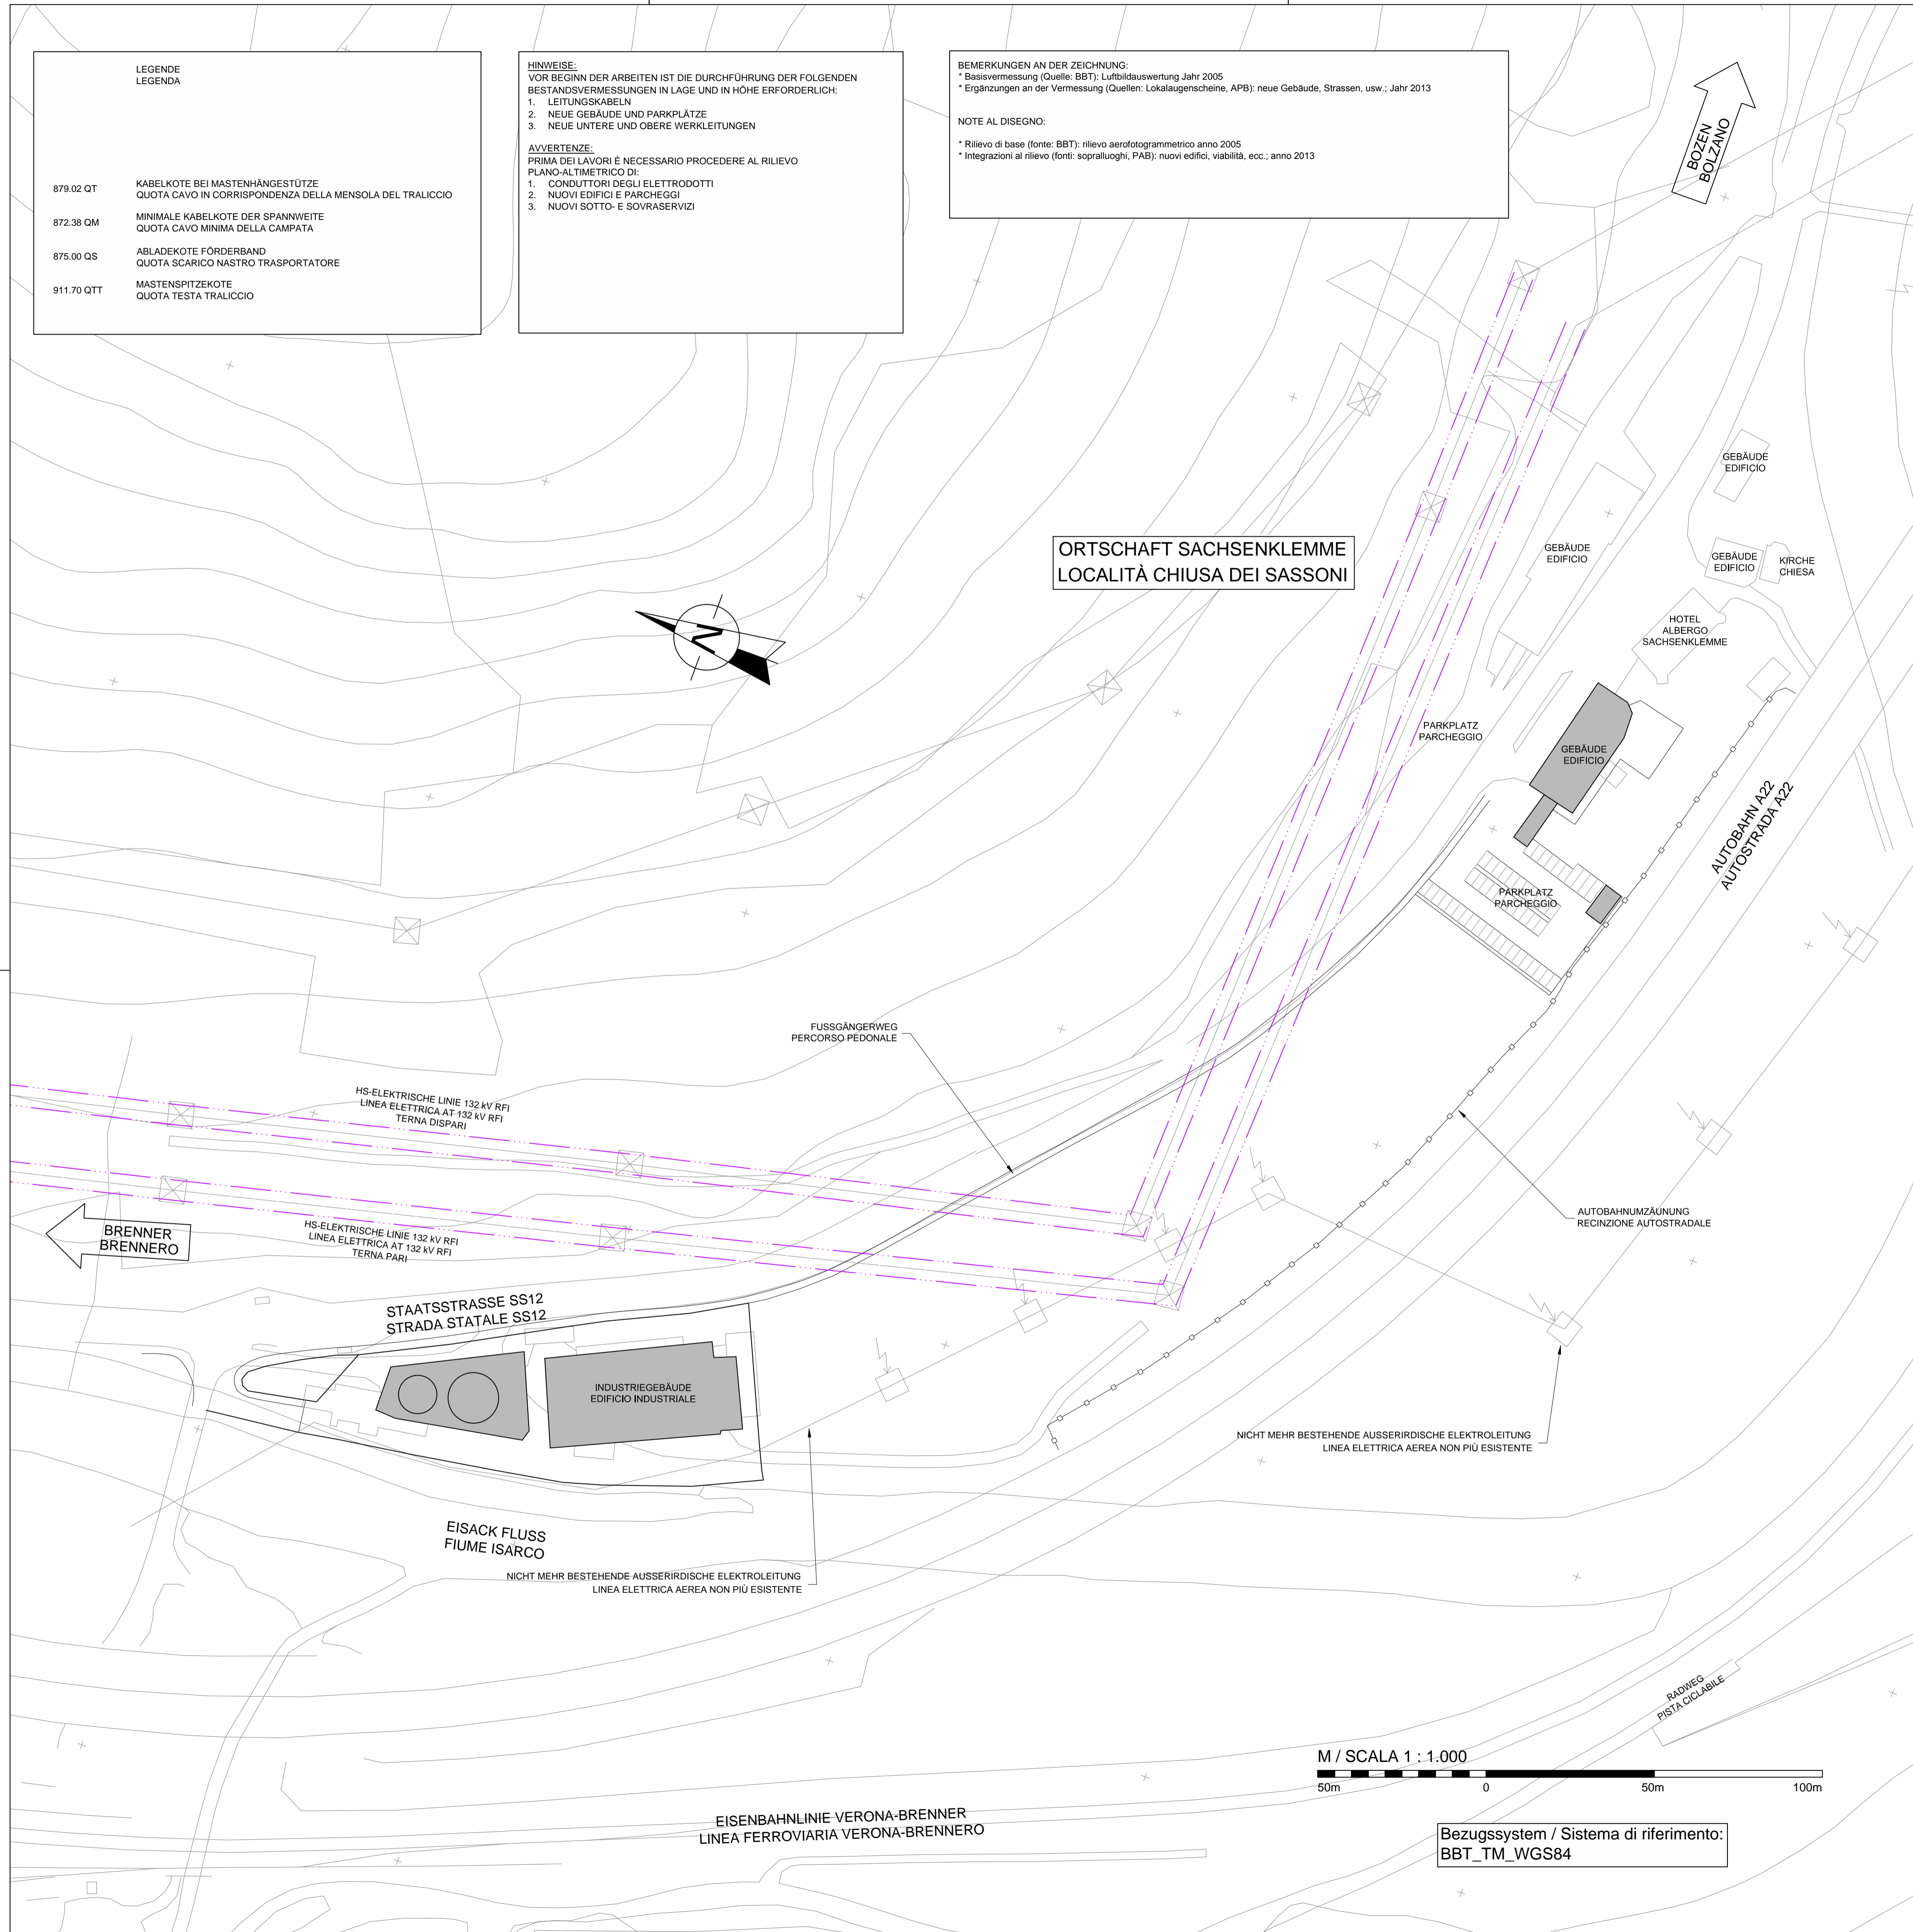 LEGENDE
LEGENDA
879.02 QT
KABELKOTE BEI MASTENHÄNGESTÜTZE
QUOTA CAVO IN CORRISPONDENZA DELLA MENSOLA DEL TRALICCIO
872.38 QM
MINIMALE KABELKOTE DER SPANNWEITE
QUOTA CAVO MINIMA DELLA CAMPATA
875.00 QS
ABLADEKOTE FÖRDERBAND
QUOTA SCARICO NASTRO TRASPORTATORE
911.70 QTT
MASTENSPITZEKOTE
QUOTA TESTA TRALICCIO
HINWEISE:
VOR BEGINN DER ARBEITEN IST DIE DURCHFÜHRUNG DER FOLGENDEN
BESTANDSVERMESSUNGEN IN LAGE UND IN HÖHE ERFORDERLICH:
1. LEITUNGSKABELN
2. NEUE GEBÄUDE UND PARKPLÄTZE
3. NEUE UNTERE UND OBERE WERKLEITUNGEN
AVVERTENZE:
PRIMA DEI LAVORI È NECESSARIO PROCEDERE AL RILIEVO
PLANO-ALTIMETRICO DI:
1. CONDUTTORI DEGLI ELETTRODOTTI
2. NUOVI EDIFICI E PARCHEGGI
3. NUOVI SOTTO- E SOVRASERVIZI
BEMERKUNGEN AN DER ZEICHNUNG:
* Basisvermessung (Quelle: BBT): Luftbildauswertung Jahr 2005
* Ergänzungen an der Vermessung (Quellen: Lokalaugenscheine, APB): neue Gebäude, Strassen, usw.; Jahr 2013
NOTE AL DISEGNO:
* Rilievo di base (fonte: BBT): rilievo aerofotogrammetrico anno 2005
* Integrazioni al rilievo (fonti: sopralluoghi, PAB): nuovi edifici, viabilità, ecc.; anno 2013
BOZEN
BOLZANO
GEBÄUDE
EDIFICIO
ORTSCHAFT SACHSENKLEMME
LOCALITÀ CHIUSA DEI SASSONI
GEBÄUDE
EDIFICIO
GEBÄUDE
EDIFICIO
KIRCHE
CHIESA
N
HOTEL
ALBERGO
SACHSENKLEMME
PARKPLATZ
PARCHEGGIO
GEBÄUDE
EDIFICIO
AUTOBAHN A22
AUTOSTRADA A22
PARKPLATZ
PARCHEGGIO
FUSSGÄNGERWEG
PERCORSO PEDONALE
HS-ELEKTRISCHE LINIE 132 kV RFI
LINEA ELETTRICA AT 132 kV RFI
TERNA DISPARI
AUTOBAHNUMZÄUNUNG
RECINZIONE AUTOSTRADALE
BRENNER
BRENNERO
HS-ELEKTRISCHE LINIE 132 kV RFI
LINEA ELETTRICA AT 132 kV RFI
TERNA PARI
STAATSSTRASSE SS12
STRADA STATALE SS12
INDUSTRIEGEBÄUDE
EDIFICIO INDUSTRIALE
NICHT MEHR BESTEHENDE AUSSERIRDISCHE ELEKTROLEITUNG
LINEA ELETTRICA AEREA NON PIÙ ESISTENTE
EISACK FLUSS
FIUME ISARCO
NICHT MEHR BESTEHENDE AUSSERIRDISCHE ELEKTROLEITUNG
LINEA ELETTRICA AEREA NON PIÙ ESISTENTE
RADWEG
PISTA CICLABILE
M / SCALA 1 : 1.000
50m 0 50m 100m
EISENBAHNLINIE VERONA-BRENNER
LINEA FERROVIARIA VERONA-BRENNERO
Bezugssystem / Sistema di riferimento:
BBT_TM_WGS84